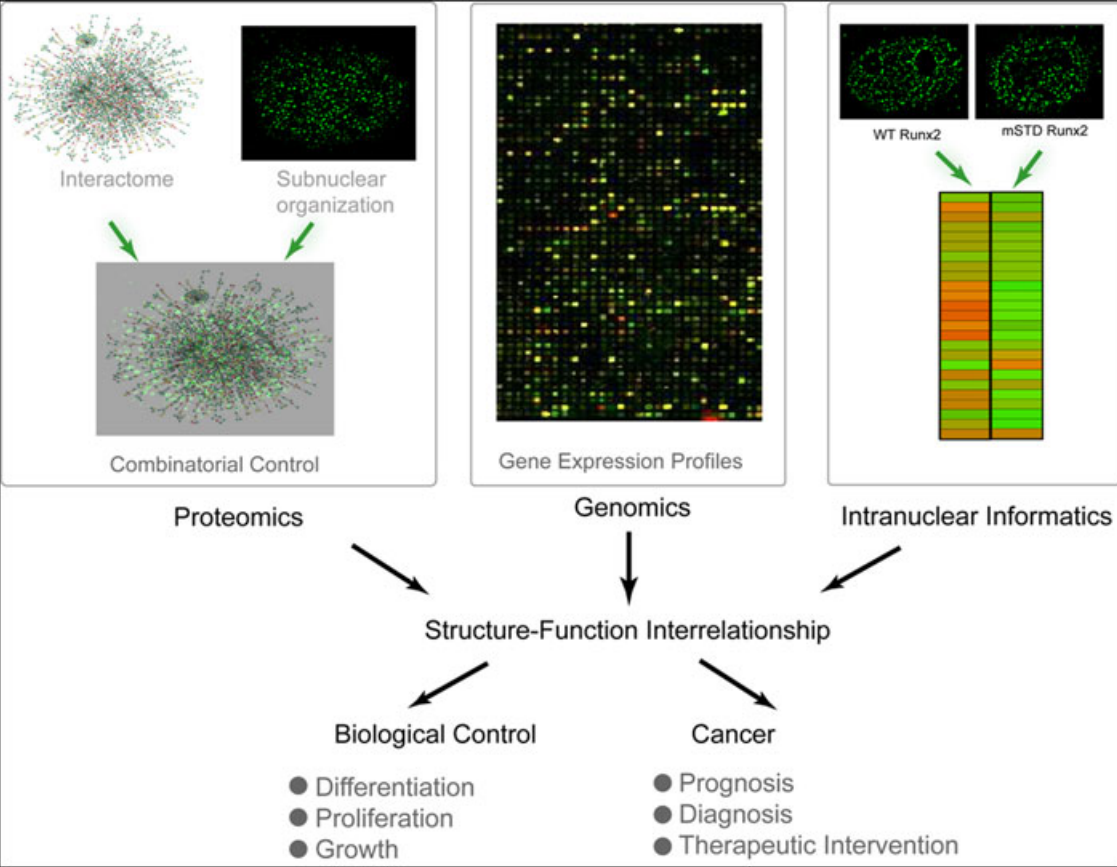 Interactome
Subnuclear
organization
Combinatorial Control
Gene Expression Profiles
WT Runx2
mSTD Runx2
Proteomics
Genomics
Intranuclear Informatics
Structure-Function Interrelationship
Biological Control
Differentiation
Proliferation
Growth
Cancer
Prognosis
Diagnosis
Therapeutic Intervention